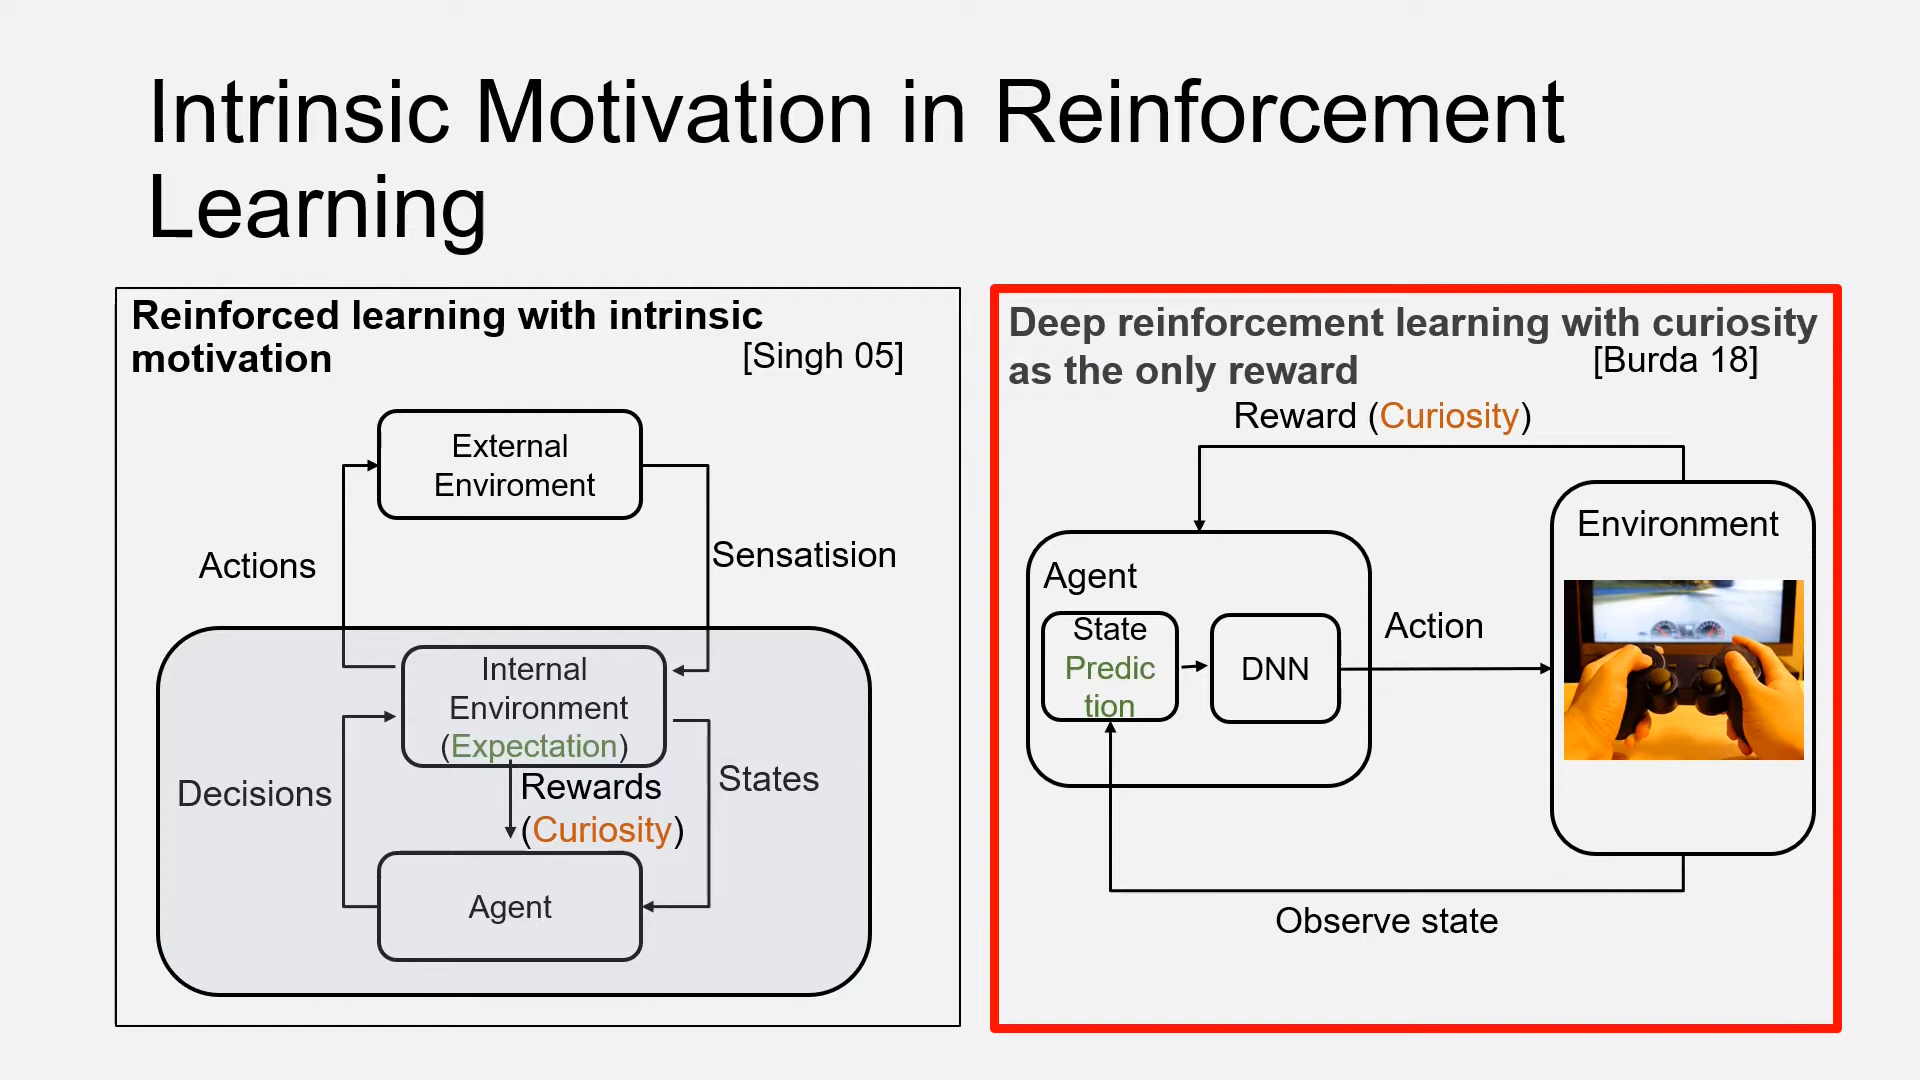 Intrinsic Motivation in Reinforcement
Learning
Reinforced learning with intrinsic
motivation
[Singh 05]
External
Enviroment
Actions
Sensatision
Internal
Environment
(Expectation)
Decisions
Rewards
(Curiosity)
States
Agent
Deep reinforcement learning with curiosity
as the only reward
[Burda 18]
Reward (Curiosity)
Environment
Agent
State
Predic
tion
DNN
Action
Observe state